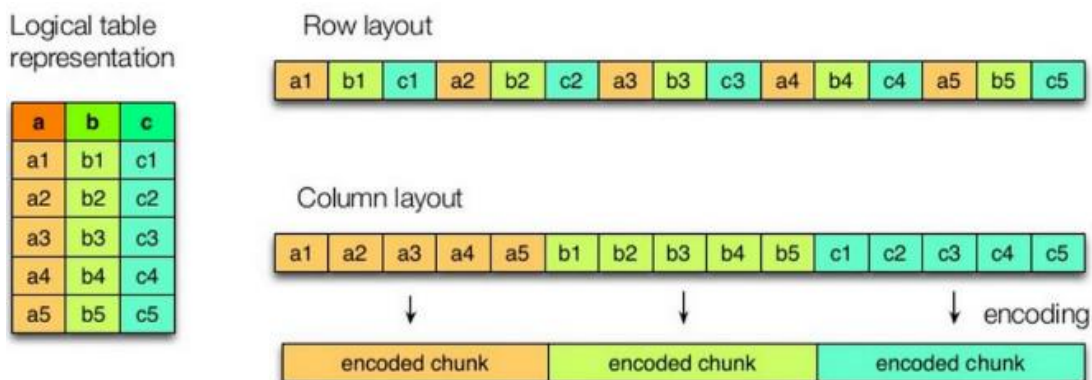 Logical table
representation
a b c
a1 b1 c1
a2 b2 c2
a3 b3 c3
a4 b4 c4
a5 b5 c5
Row layout
a1 b1 c1 a2 b2 c2 a3 b3 c3 a4 b4 c4 a5 b5 c5
Column layout
a1 a2 a3 a4 a5 b1 b2 b3 b4 b5 c1 c2 c3 c4 c5
encoding
encoded chunk encoded chunk encoded chunk